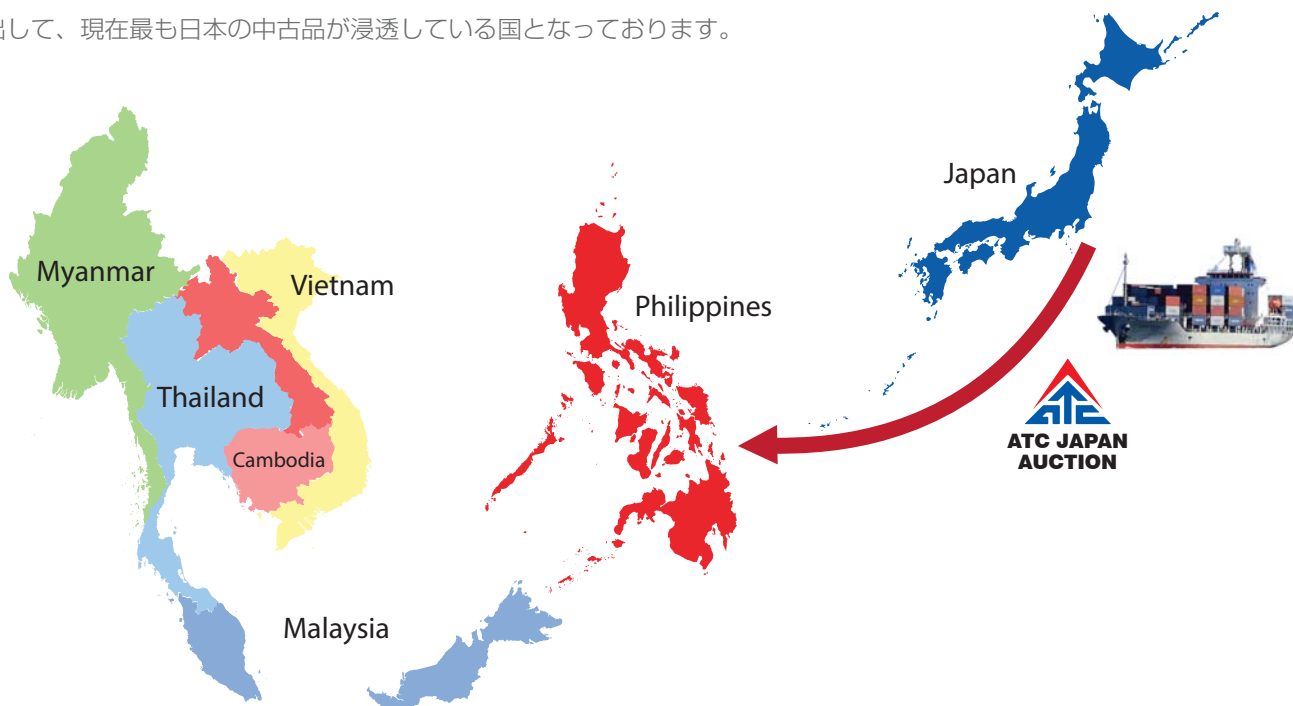 出して、現在最も日本の中古品が浸透している国となっております。
Japan
Myanmar
Vietnam
Philippines
Thailand
Cambodia
Malaysia
ATC
ATC JAPAN
AUCTION